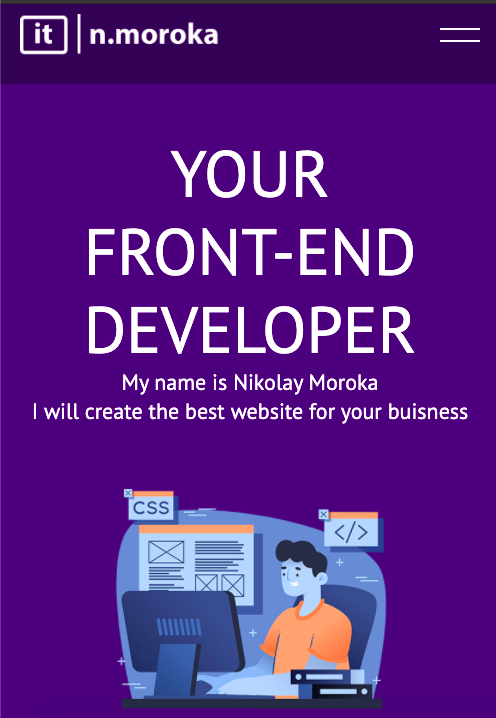 it n.moroka
YOUR
FRONT-END
DEVELOPER
My name is Nikolay Moroka
I will create the best website for your buisness
CSS
</>